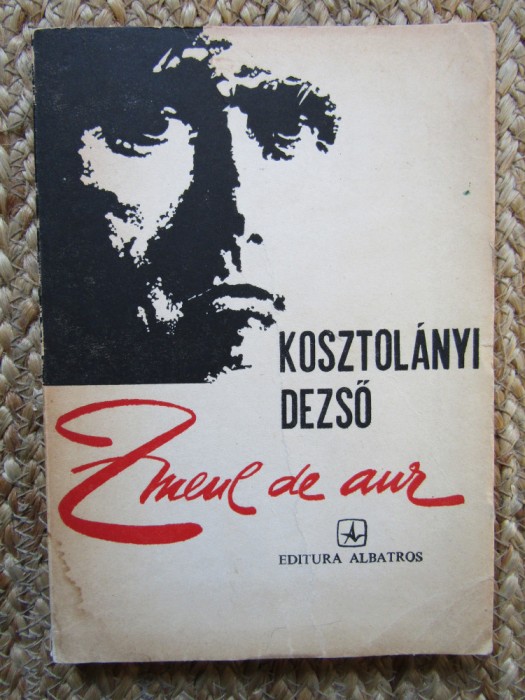 KOSZTOLÁNYI
DEZSŐ
Zmeul de aur
EDITURA ALBATROS